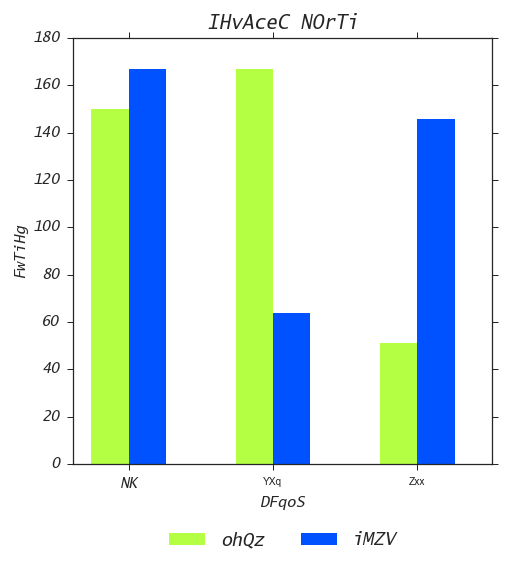 IHvAceC NOrTi
180
160
140
120
100
80
60
40
20
0
FwTiHg
NK YXq Zxx
DFqoS
ohQz iMZV